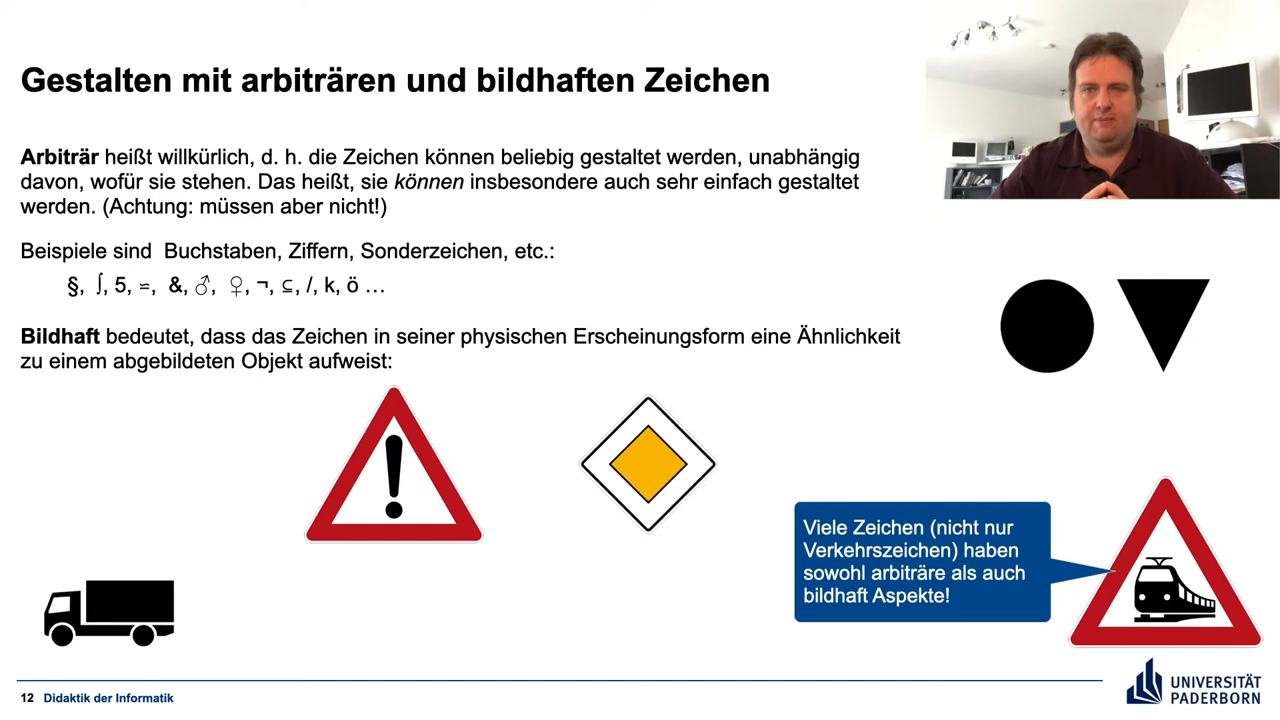 Gestalten mit arbiträren und bildhaften Zeichen
Arbiträr heißt willkürlich, d. h. die Zeichen können beliebig gestaltet werden, unabhängig
davon, wofür sie stehen. Das heißt, sie können insbesondere auch sehr einfach gestaltet
werden. (Achtung: müssen aber nicht!)
Beispiele sind Buchstaben, Ziffern, Sonderzeichen, etc.:
§, ∫, 5, ≒, &, ♂, ♀, ¬, ⊆, /, k, ö …
Bildhaft bedeutet, dass das Zeichen in seiner physischen Erscheinungsform eine Ähnlichkeit
zu einem abgebildeten Objekt aufweist:
!
Viele Zeichen (nicht nur
Verkehrszeichen) haben
sowohl arbiträre als auch
bildhaft Aspekte!
12 Didaktik der Informatik
UNIVERSITÄT
PADERBORN